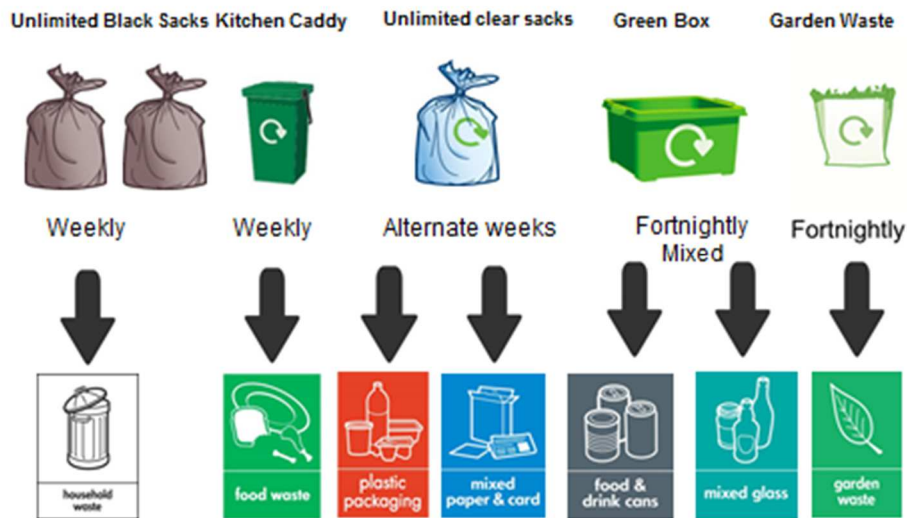 Unlimited Black Sacks Kitchen Caddy Unlimited clear sacks Green Box Garden Waste
Weekly Weekly Alternate weeks Fortnightly Mixed Fortnightly
household waste
food waste
plastic packaging
mixed paper & card
food & drink cans
mixed glass
garden waste